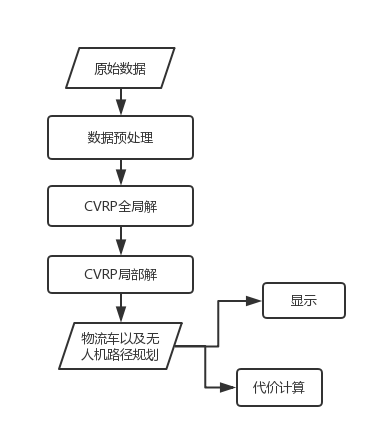 原始数据
数据预处理
CVRP全局解
CVRP局部解
物流车以及无
人机路径规划
显示
代价计算